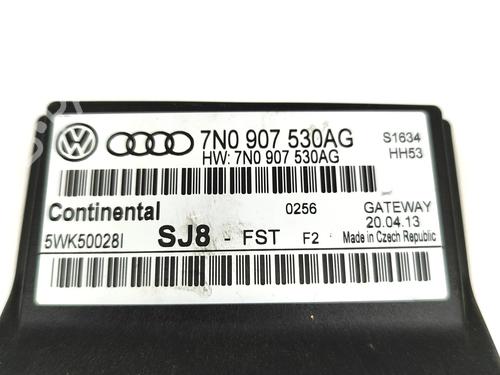 7N0 907 530AG S1634
HW: 7N0 907 530AG HH53
Continental 0256 GATEWAY
5WK50028I SJ8 - FST F2 20.04.13
Made in Czech Republic